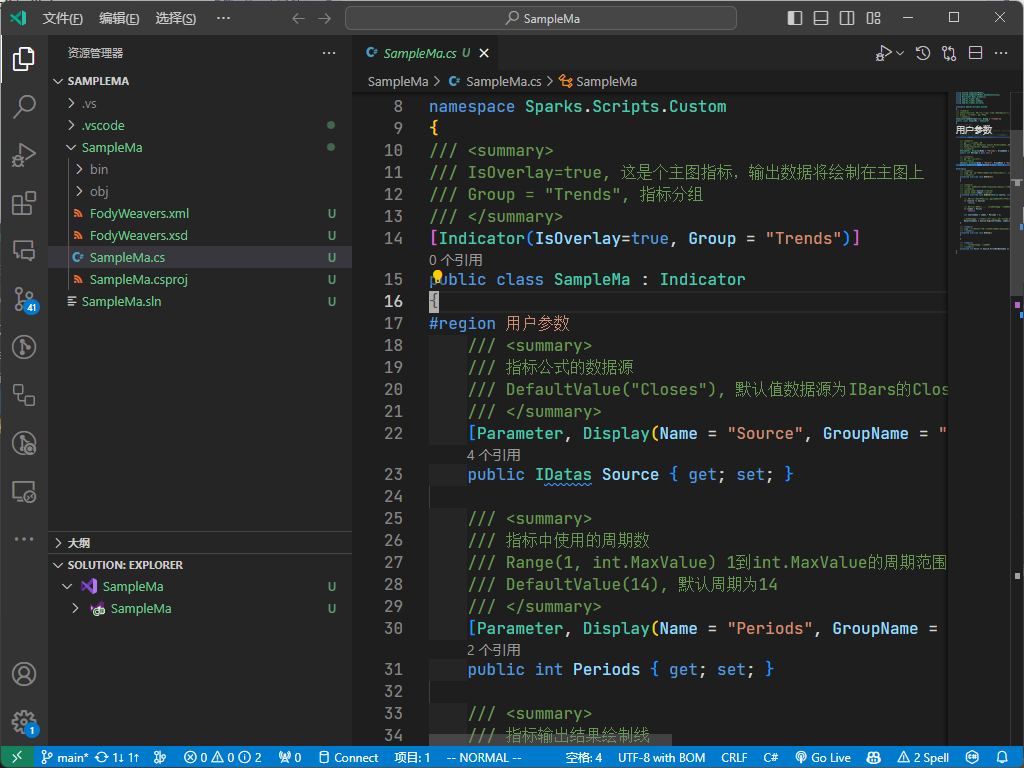 文件(F) 编辑(E) 选择(S) ··· SampleMa
资源管理器 ···
SAMPLEMA
.vs
.vscode
SampleMa
bin
obj
FodyWeavers.xml U
FodyWeavers.xsd U
SampleMa.cs U
SampleMa.csproj U
SampleMa.sln U
大纲
SOLUTION: EXPLORER
SampleMa U
SampleMa U
41
1
SampleMa.cs U
SampleMa > SampleMa.cs > SampleMa
8 namespace Sparks.Scripts.Custom
9 {
10 /// <summary>
11 /// IsOverlay=true, 这是个主图指标，输出数据将绘制在主图上
12 /// Group = "Trends", 指标分组
13 /// </summary>
14 [Indicator(IsOverlay=true, Group = "Trends")]
0 个引用
15 public class SampleMa : Indicator
16 {
17 #region 用户参数
18 /// <summary>
19 /// 指标公式的数据源
20 /// DefaultValue("Closes"), 默认值数据源为IBars的Clos
21 /// </summary>
22 [Parameter, Display(Name = "Source", GroupName = "
4 个引用
23 public IDatas Source { get; set; }
24
25 /// <summary>
26 /// 指标中使用的周期数
27 /// Range(1, int.MaxValue) 1到int.MaxValue的周期范围
28 /// DefaultValue(14), 默认周期为14
29 /// </summary>
30 [Parameter, Display(Name = "Periods", GroupName =
2 个引用
31 public int Periods { get; set; }
32
33 /// <summary>
34 /// 指标输出结果绘制线
用户参数
main* 1↓ 1↑ 0 0 2 0 Connect 项目: 1 -- NORMAL -- 空格: 4 UTF-8 with BOM CRLF C# Go Live 2 Spell